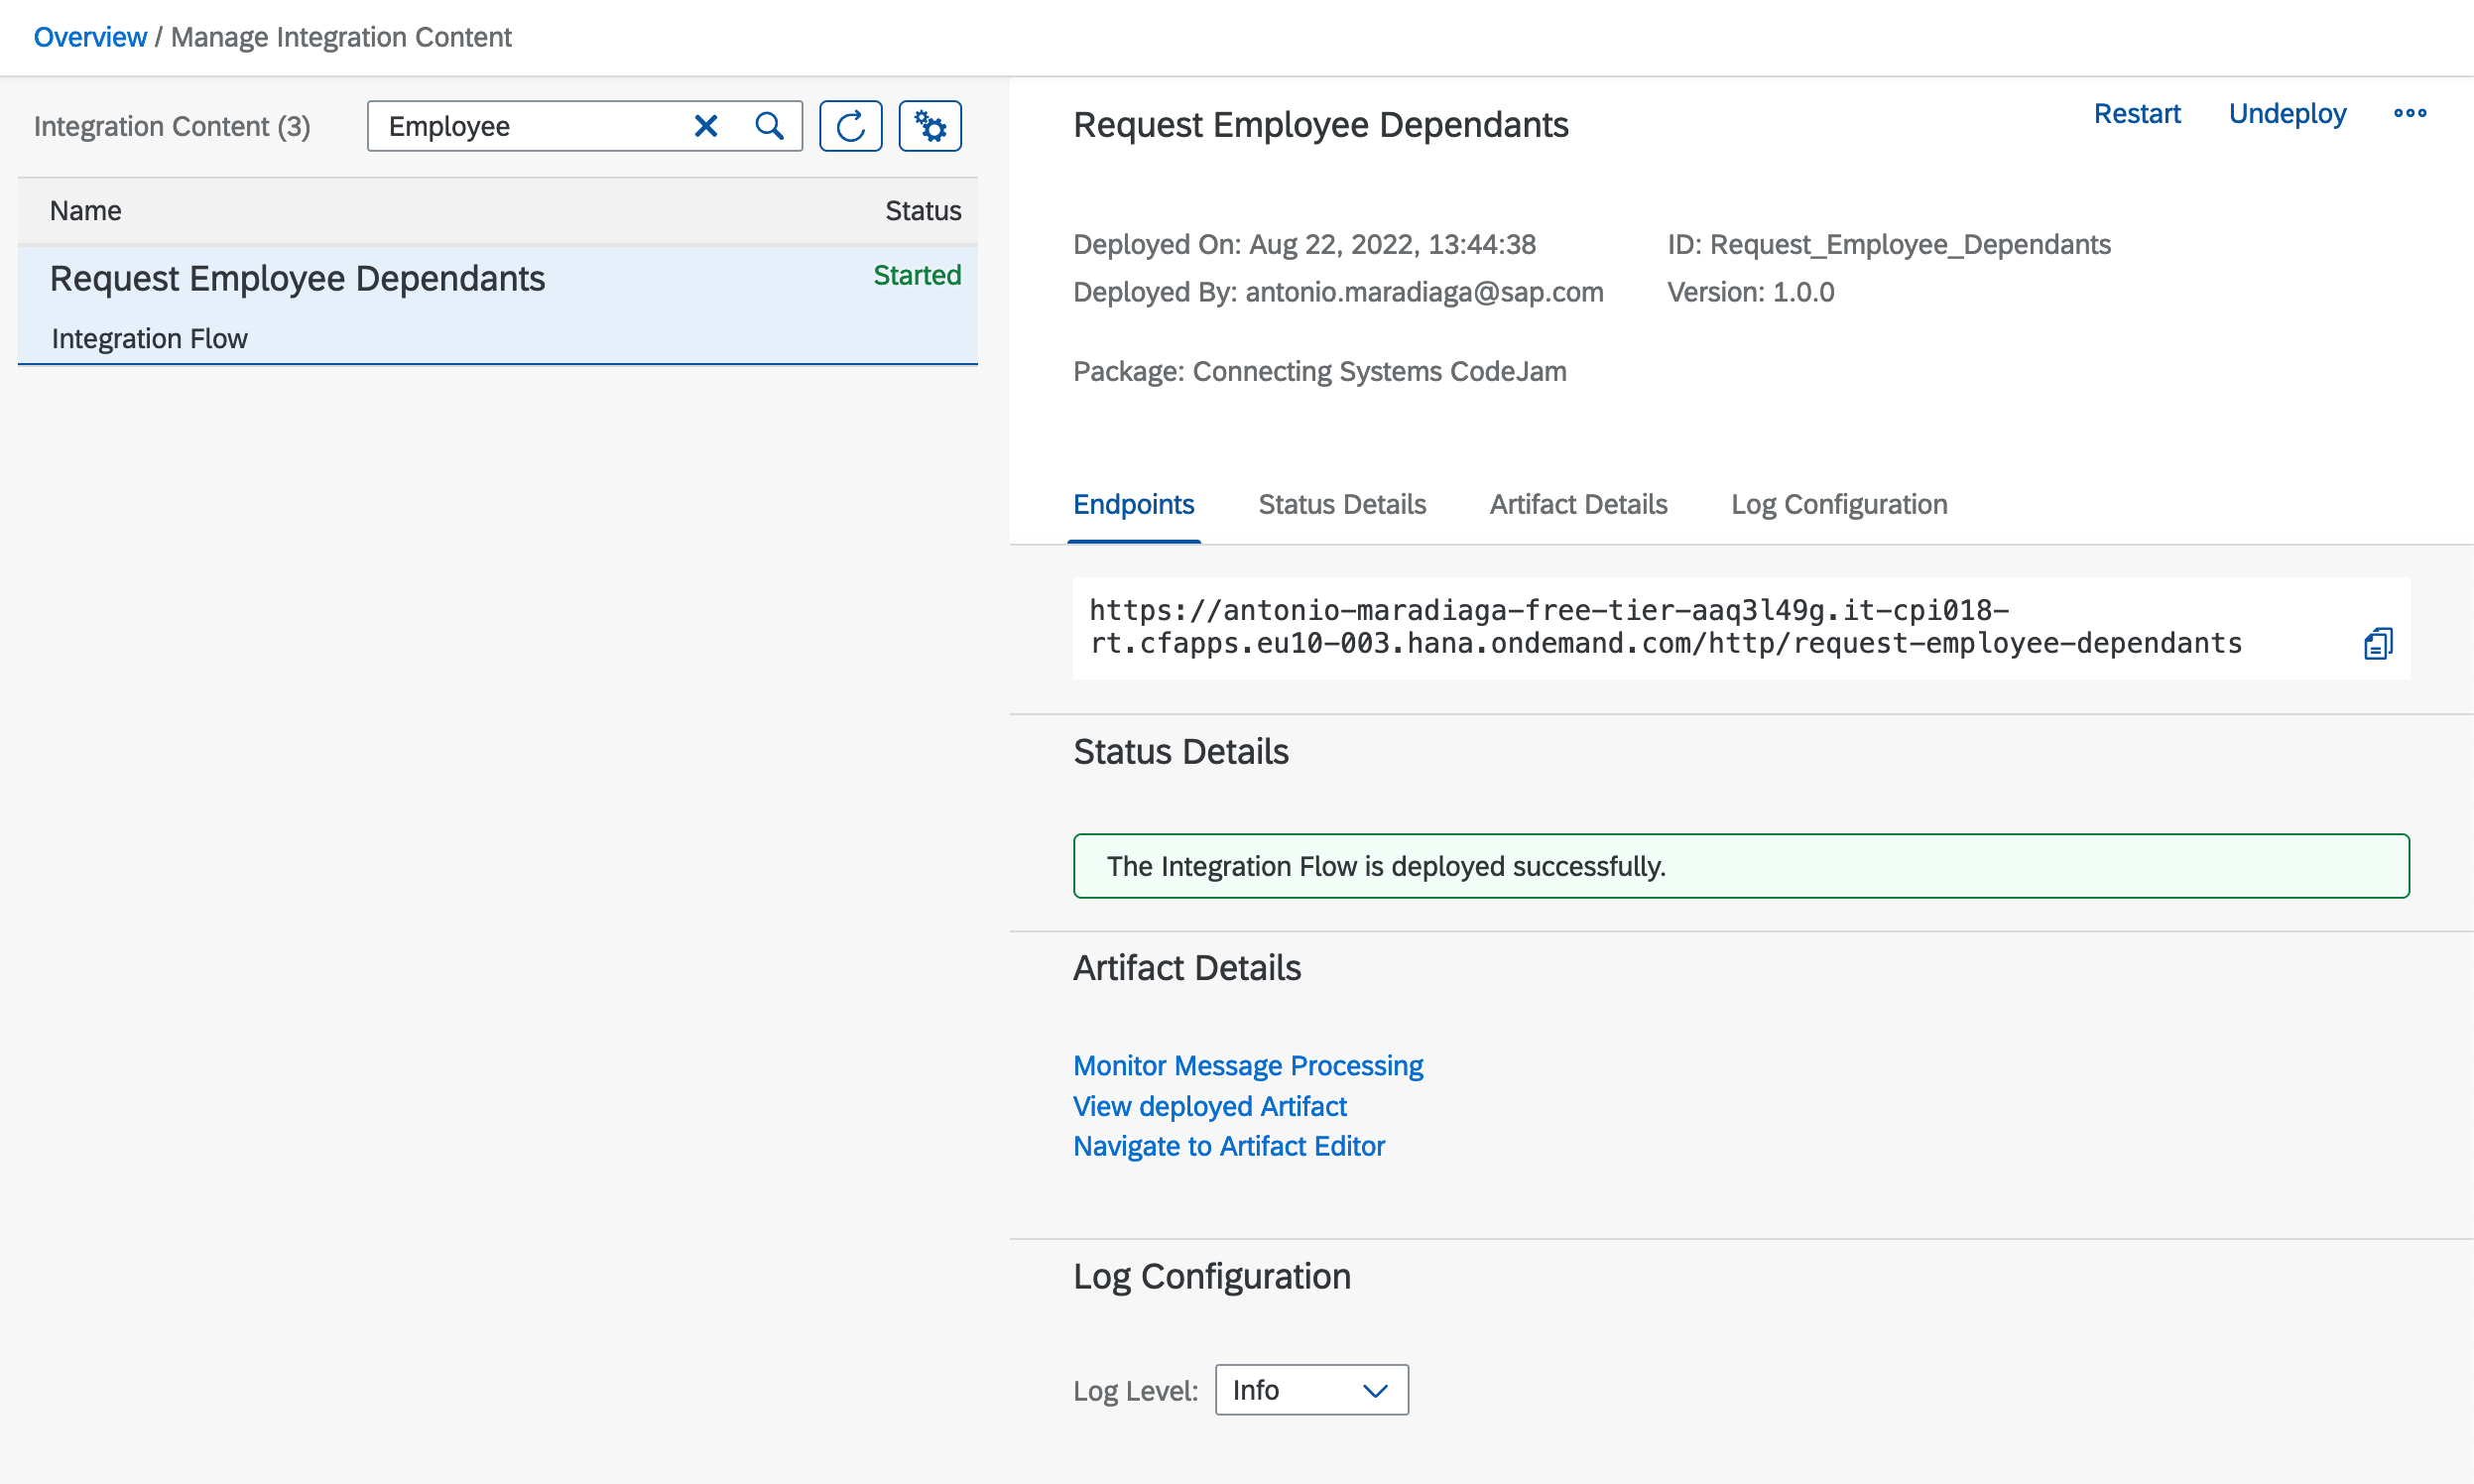 Overview / Manage Integration Content
Integration Content (3)
Employee
Name
Status
Request Employee Dependants
Started
Integration Flow
Request Employee Dependants
Restart
Undeploy
Deployed On: Aug 22, 2022, 13:44:38
ID: Request_Employee_Dependants
Deployed By: antonio.maradiaga@sap.com
Version: 1.0.0
Package: Connecting Systems CodeJam
Endpoints
Status Details
Artifact Details
Log Configuration
https://antonio-maradiaga-free-tier-aaq3l49g.it-cpi018-
rt.cfapps.eu10-003.hana.ondemand.com/http/request-employee-dependants
Status Details
The Integration Flow is deployed successfully.
Artifact Details
Monitor Message Processing
View deployed Artifact
Navigate to Artifact Editor
Log Configuration
Log Level:
Info